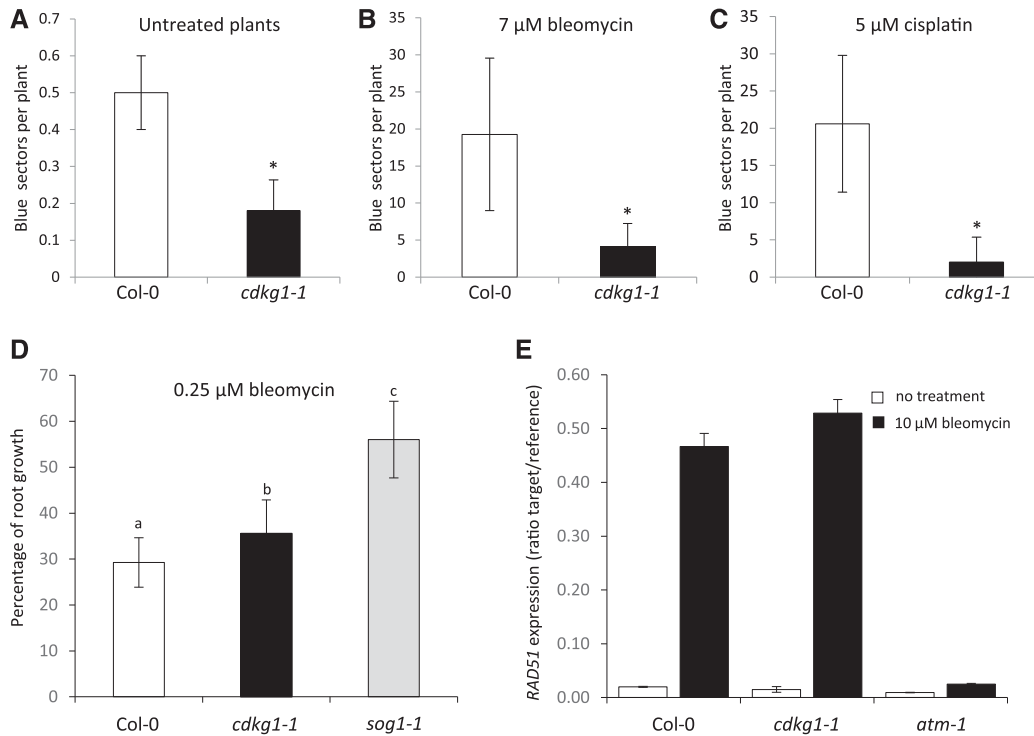 A
Untreated plants
Blue sectors per plant
0.7
0.6
0.5
0.4
0.3
0.2
0.1
0
*
Col-0
cdkg1-1
B
7 µM bleomycin
Blue sectors per plant
35
30
25
20
15
10
5
0
*
Col-0
cdkg1-1
C
5 µM cisplatin
Blue sectors per plant
35
30
25
20
15
10
5
0
*
Col-0
cdkg1-1
D
0.25 µM bleomycin
Percentage of root growth
70
60
50
40
30
20
10
0
a
b
c
Col-0
cdkg1-1
sog1-1
E
RAD51 expression (ratio target/reference)
0.60
0.50
0.40
0.30
0.20
0.10
0.00
no treatment
10 µM bleomycin
Col-0
cdkg1-1
atm-1